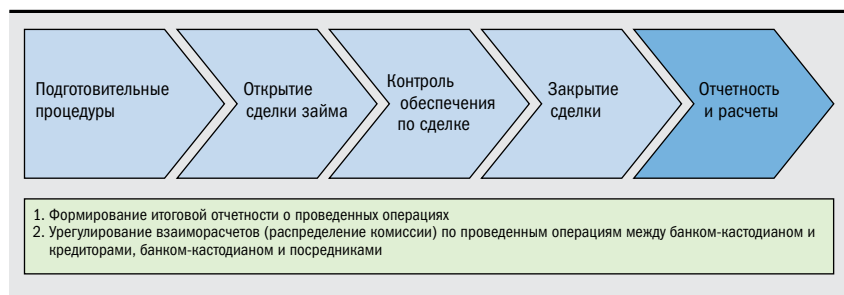 Подготовительные
процедуры
Открытие
сделки займа
Контроль
обеспечения
по сделке
Закрытие
сделки
Отчетность
и расчеты
1. Формирование итоговой отчетности о проведенных операциях
2. Урегулирование взаиморасчетов (распределение комиссии) по проведенным операциям между банком-кастодианом и
кредиторами, банком-кастодианом и посредниками